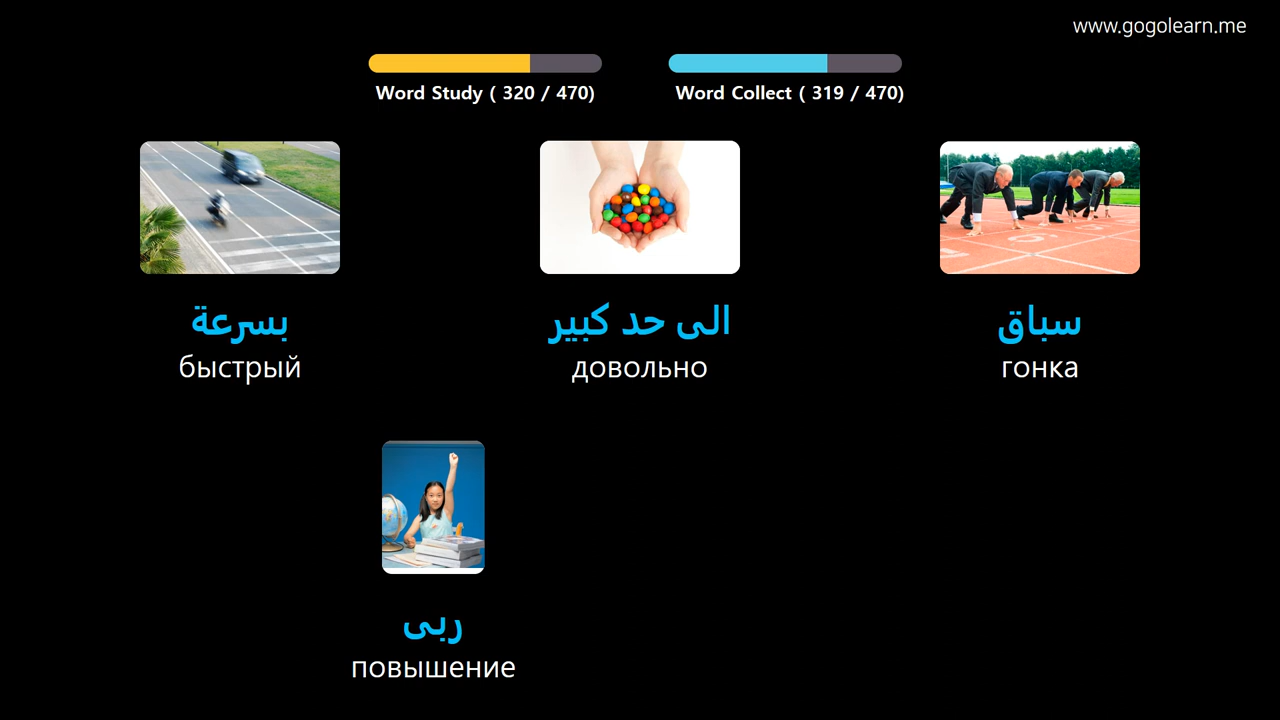 www.gogolearn.me
Word Study ( 320 / 470)
Word Collect ( 319 / 470)
بسرعة
быстрый
الى حد كبير
довольно
سباق
гонка
ربى
повышение